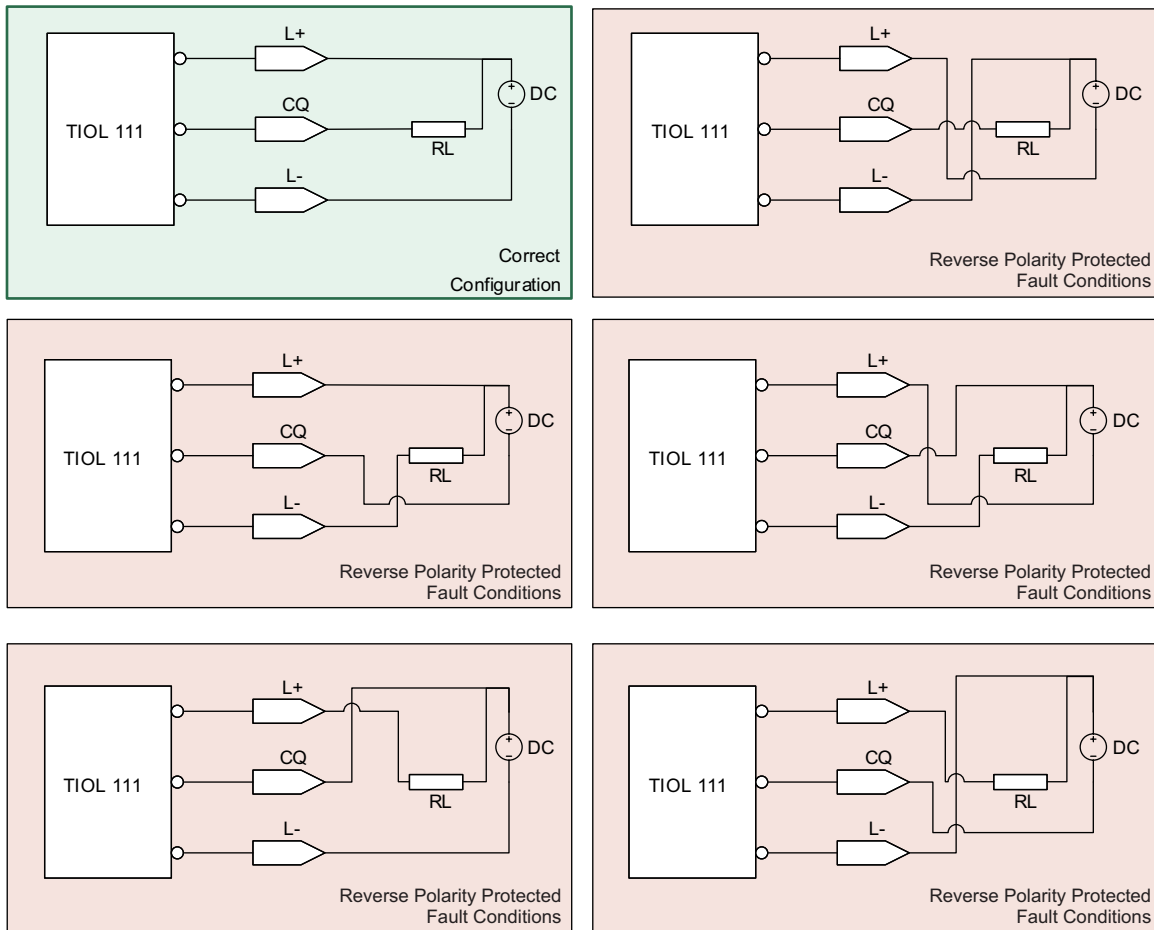 L+
CQ
L-
TIOL 111
RL
+
−
DC
Correct
Configuration
L+
CQ
L-
TIOL 111
RL
+
−
DC
Reverse Polarity Protected
Fault Conditions
L+
CQ
L-
TIOL 111
RL
+
−
DC
Reverse Polarity Protected
Fault Conditions
L+
CQ
L-
TIOL 111
RL
+
−
DC
Reverse Polarity Protected
Fault Conditions
L+
CQ
L-
TIOL 111
RL
+
−
DC
Reverse Polarity Protected
Fault Conditions
L+
CQ
L-
TIOL 111
RL
+
−
DC
Reverse Polarity Protected
Fault Conditions